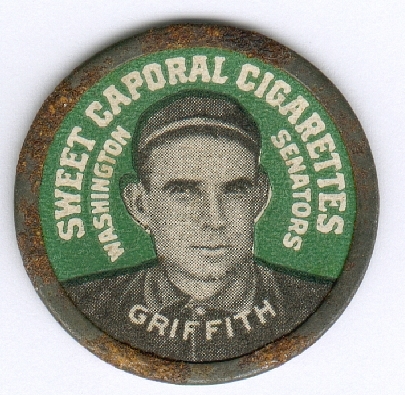 SWEET CAPORAL CIGARETTES
WASHINGTON
SENATORS
GRIFFITH